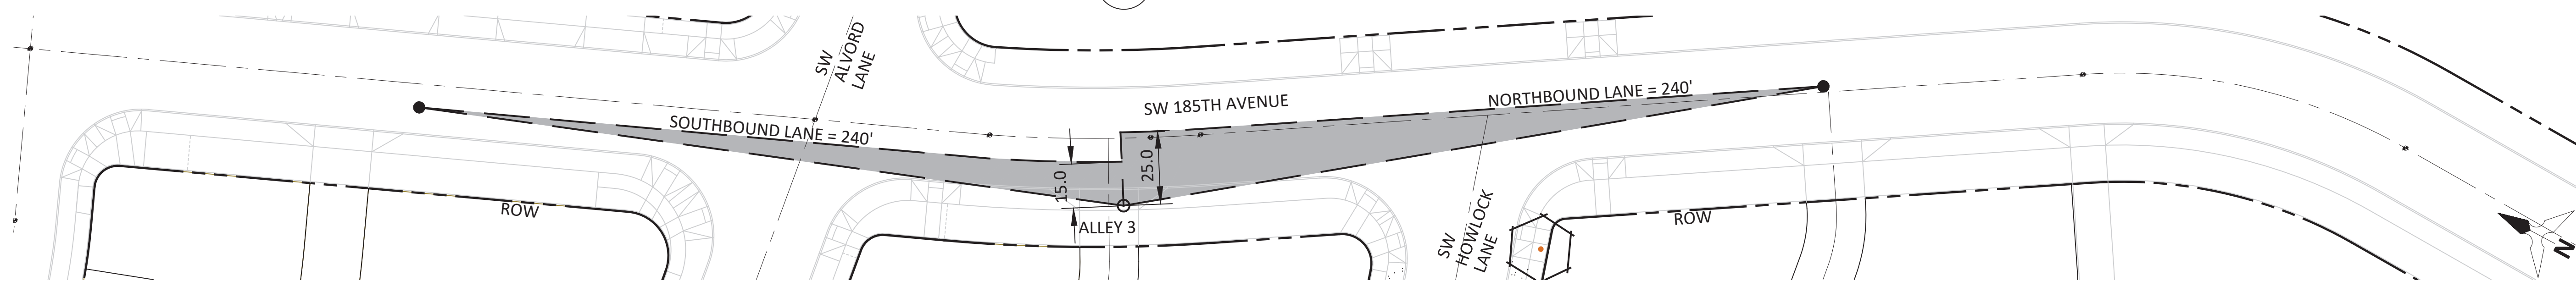 SW
ALVORD
LANE
SW 185TH AVENUE
NORTHBOUND LANE = 240'
SOUTHBOUND LANE = 240'
15.0
25.0
ALLEY 3
ROW
SW
HOWLOCK
LANE
ROW
N